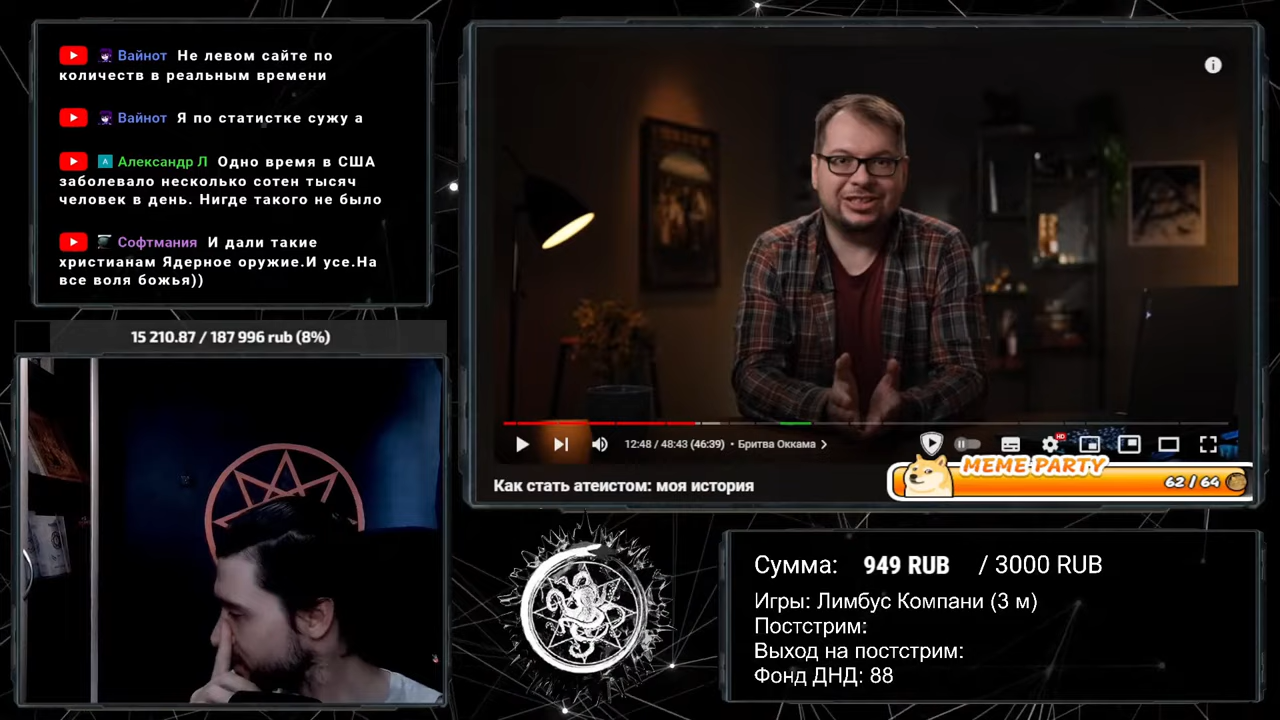 Вайнот Не левом сайте по
количеств в реальным времени
Вайнот Я по статистке сужу а
А Александр Л Одно время в США
заболевало несколько сотен тысяч
человек в день. Нигде такого не было
Софтмания И дали такие
христианам Ядерное оружие.И усе.На
все воля божья))
15 210.87 / 187 996 rub (8%)
12:48 / 48:43 (46:39) • Бритва Оккама
HD
Как стать атеистом: моя история
MEME PARTY
62 / 64
Сумма: 949 RUB / 3000 RUB
Игры: Лимбус Компани (3 м)
Постстрим:
Выход на постстрим:
Фонд ДНД: 88